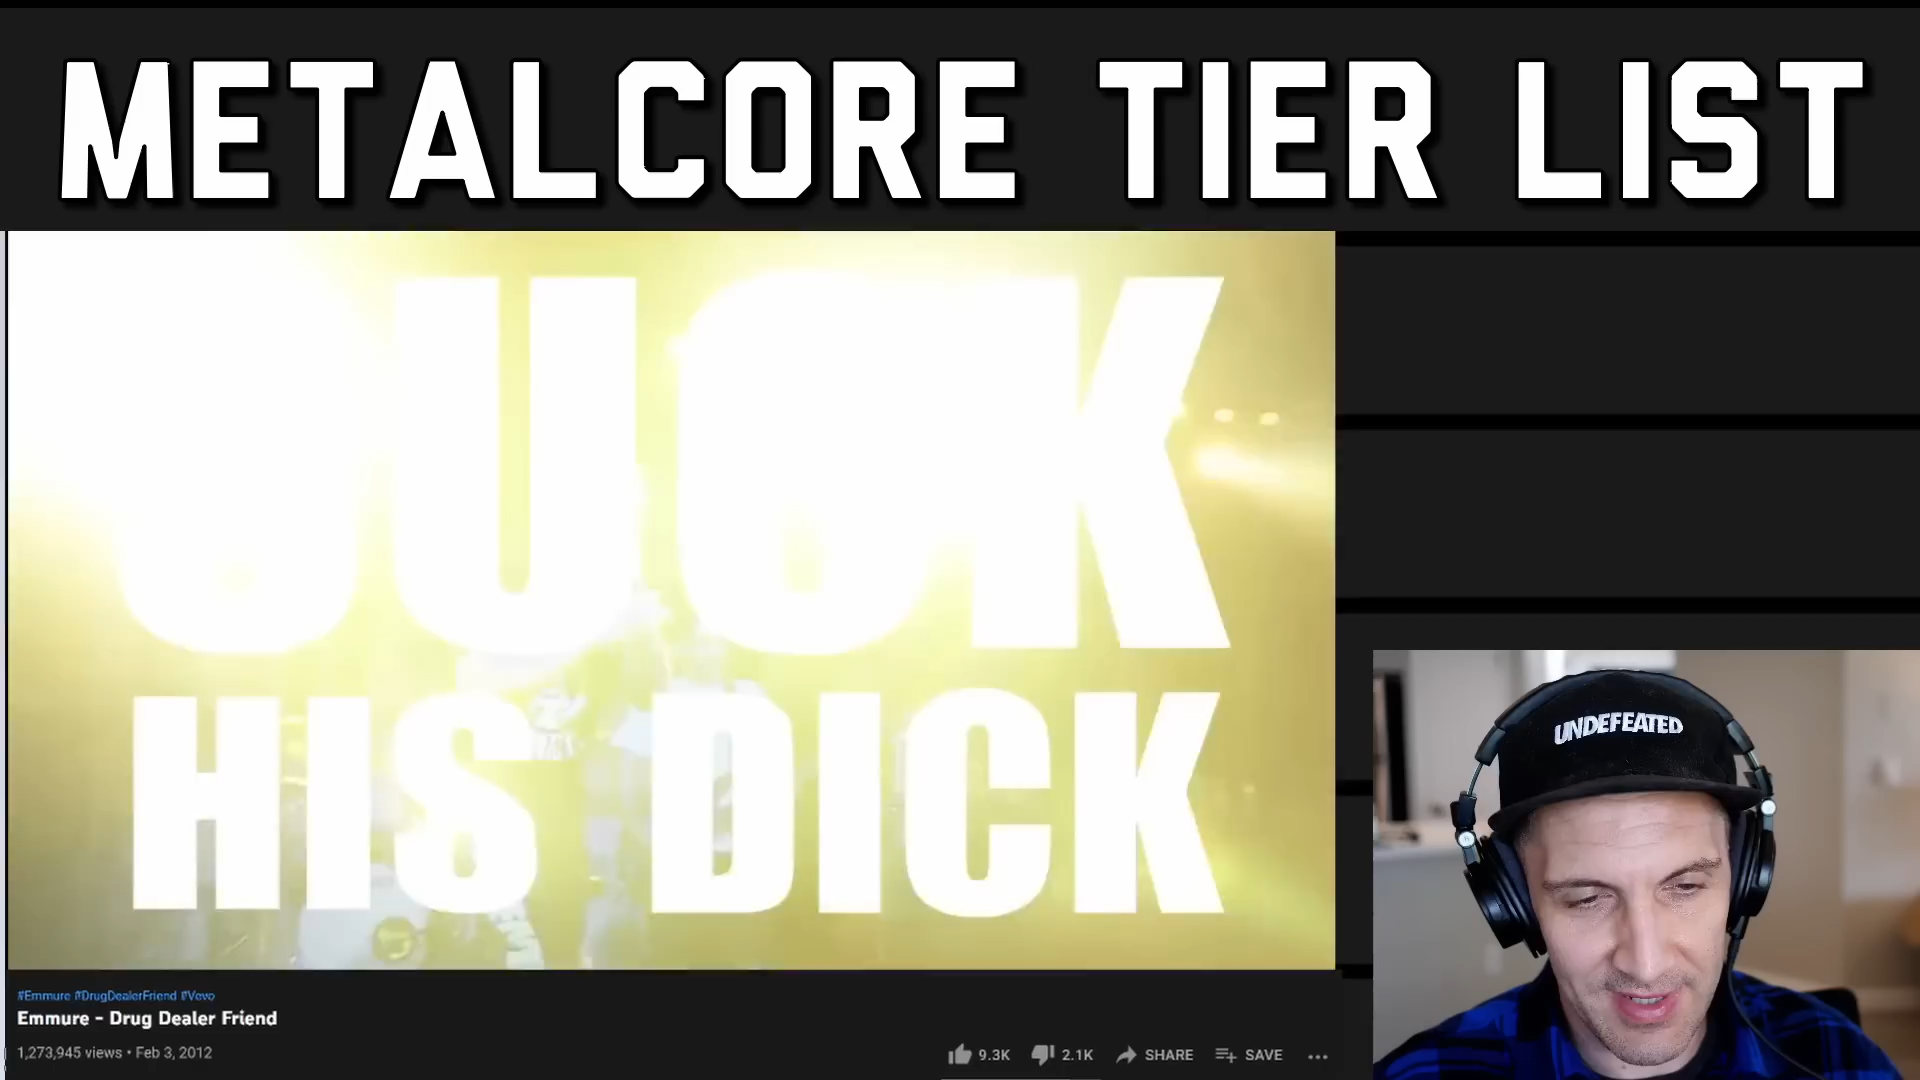 METALCORE TIER LIST
HIS DICK
UNDEFEATED
#Emmure #DrugDealerFriend #Vevo
Emmure - Drug Dealer Friend
1,273,945 views • Feb 3, 2012
9.3K 2.1K SHARE SAVE